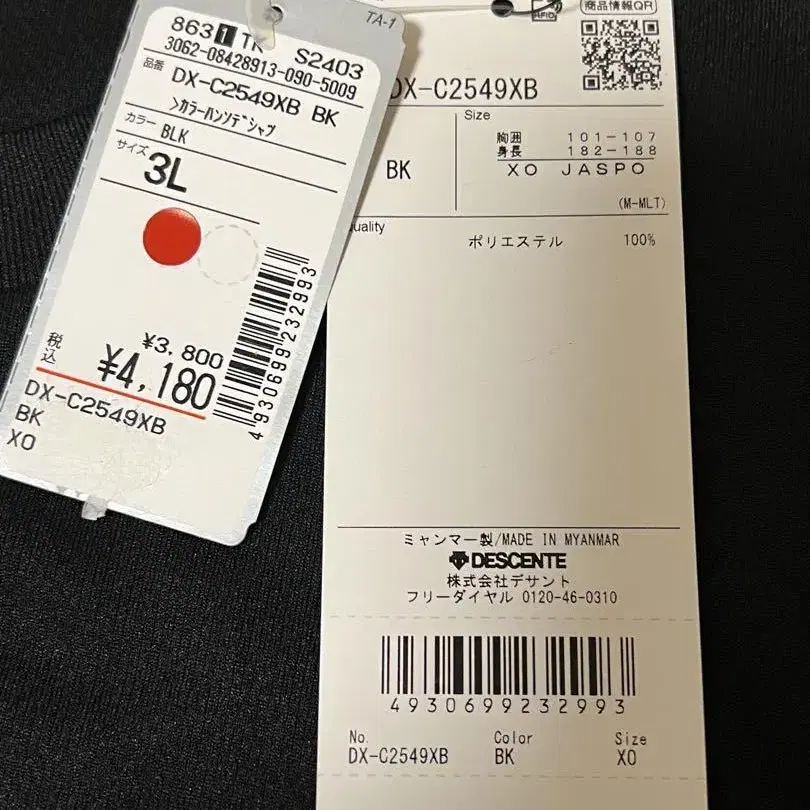 TA-1
863 1 TK S2403
3062-08428913-090-5009
品番 DX-C2549XB BK
>カラーハンソデシャツ
カラー BLK
サイズ 3L
¥3,800
税込 ¥4,180
4930699232993
DX-C2549XB
BK
XO
RFID
商品情報QR
DX-C2549XB
BK
Size
胸囲 101-107
身長 182-188
XO JASPO
(M-MLT)
uality
ポリエステル 100%
ミャンマー製/MADE IN MYANMAR
DESCENTE
株式会社デサント
フリーダイヤル 0120-46-0310
4930699232993
No. Color Size
DX-C2549XB BK XO